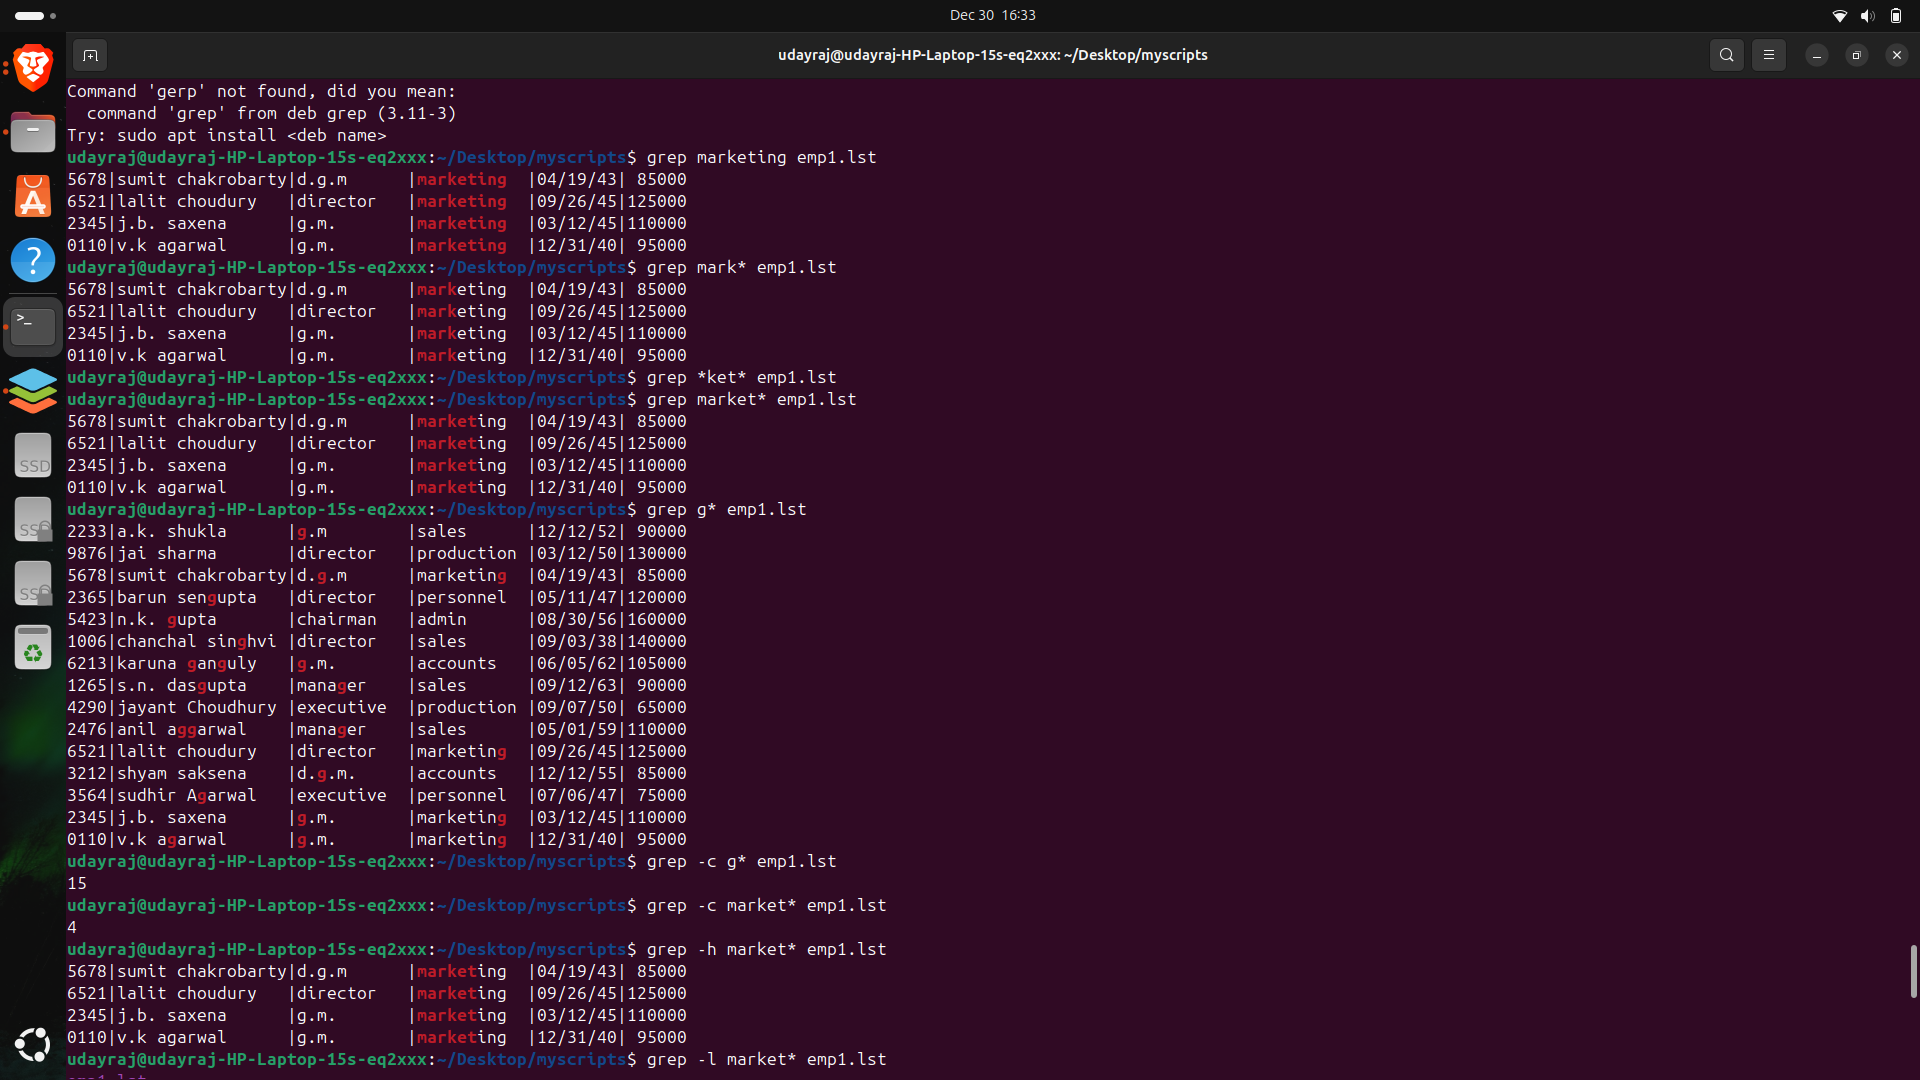 Dec 30 16:33
udayraj@udayraj-HP-Laptop-15s-eq2xxx: ~/Desktop/myscripts
Command 'gerp' not found, did you mean:
  command 'grep' from deb grep (3.11-3)
Try: sudo apt install <deb name>
udayraj@udayraj-HP-Laptop-15s-eq2xxx:~/Desktop/myscripts$ grep marketing emp1.lst
5678|sumit chakrobarty|d.g.m      |marketing  |04/19/43| 85000
6521|lalit choudury   |director   |marketing  |09/26/45|125000
2345|j.b. saxena      |g.m.       |marketing  |03/12/45|110000
0110|v.k agarwal      |g.m.       |marketing  |12/31/40| 95000
udayraj@udayraj-HP-Laptop-15s-eq2xxx:~/Desktop/myscripts$ grep mark* emp1.lst
5678|sumit chakrobarty|d.g.m      |marketing  |04/19/43| 85000
6521|lalit choudury   |director   |marketing  |09/26/45|125000
2345|j.b. saxena      |g.m.       |marketing  |03/12/45|110000
0110|v.k agarwal      |g.m.       |marketing  |12/31/40| 95000
udayraj@udayraj-HP-Laptop-15s-eq2xxx:~/Desktop/myscripts$ grep *ket* emp1.lst
udayraj@udayraj-HP-Laptop-15s-eq2xxx:~/Desktop/myscripts$ grep market* emp1.lst
5678|sumit chakrobarty|d.g.m      |marketing  |04/19/43| 85000
6521|lalit choudury   |director   |marketing  |09/26/45|125000
2345|j.b. saxena      |g.m.       |marketing  |03/12/45|110000
0110|v.k agarwal      |g.m.       |marketing  |12/31/40| 95000
udayraj@udayraj-HP-Laptop-15s-eq2xxx:~/Desktop/myscripts$ grep g* emp1.lst
2233|a.k. shukla      |g.m        |sales      |12/12/52| 90000
9876|jai sharma       |director   |production |03/12/50|130000
5678|sumit chakrobarty|d.g.m      |marketing  |04/19/43| 85000
2365|barun sengupta   |director   |personnel  |05/11/47|120000
5423|n.k. gupta       |chairman   |admin      |08/30/56|160000
1006|chanchal singhvi |director   |sales      |09/03/38|140000
6213|karuna ganguly   |g.m.       |accounts   |06/05/62|105000
1265|s.n. dasgupta    |manager    |sales      |09/12/63| 90000
4290|jayant Choudhury |executive  |production |09/07/50| 65000
2476|anil aggarwal    |manager    |sales      |05/01/59|110000
6521|lalit choudury   |director   |marketing  |09/26/45|125000
3212|shyam saksena    |d.g.m.     |accounts   |12/12/55| 85000
3564|sudhir Agarwal   |executive  |personnel  |07/06/47| 75000
2345|j.b. saxena      |g.m.       |marketing  |03/12/45|110000
0110|v.k agarwal      |g.m.       |marketing  |12/31/40| 95000
udayraj@udayraj-HP-Laptop-15s-eq2xxx:~/Desktop/myscripts$ grep -c g* emp1.lst
15
udayraj@udayraj-HP-Laptop-15s-eq2xxx:~/Desktop/myscripts$ grep -c market* emp1.lst
4
udayraj@udayraj-HP-Laptop-15s-eq2xxx:~/Desktop/myscripts$ grep -h market* emp1.lst
5678|sumit chakrobarty|d.g.m      |marketing  |04/19/43| 85000
6521|lalit choudury   |director   |marketing  |09/26/45|125000
2345|j.b. saxena      |g.m.       |marketing  |03/12/45|110000
0110|v.k agarwal      |g.m.       |marketing  |12/31/40| 95000
udayraj@udayraj-HP-Laptop-15s-eq2xxx:~/Desktop/myscripts$ grep -l market* emp1.lst
SSD